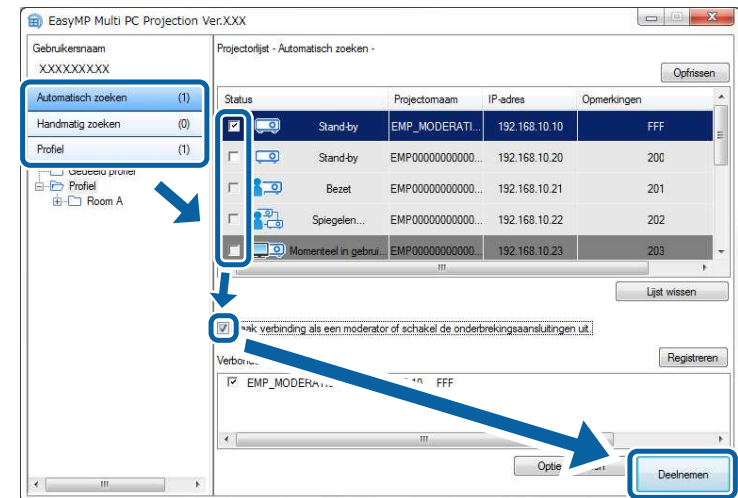 EasyMP Multi PC Projection Ver.X.XX
Gebruikersnaam
XXXXXXXXX
Automatisch zoeken (1)
Handmatig zoeken (0)
Profiel (1)
Gedeeld profiel
Profiel
Room A
Projectorlijst - Automatisch zoeken -
Opfrissen
Status Projectornaam IP-adres Opmerkingen
Stand-by EMP_MODERATI... 192.168.10.10 FFF
Stand-by EMP00000000000... 192.168.10.20 200
Bezet EMP00000000000... 192.168.10.21 201
Spiegelen... EMP00000000000... 192.168.10.22 202
Momenteel in gebrui... EMP00000000000... 192.168.10.23 203
Lijst wissen
verbinding als een moderator of schakel de onderbrekingsaansluitingen uit.
Registreren
FFF
Deelnemen